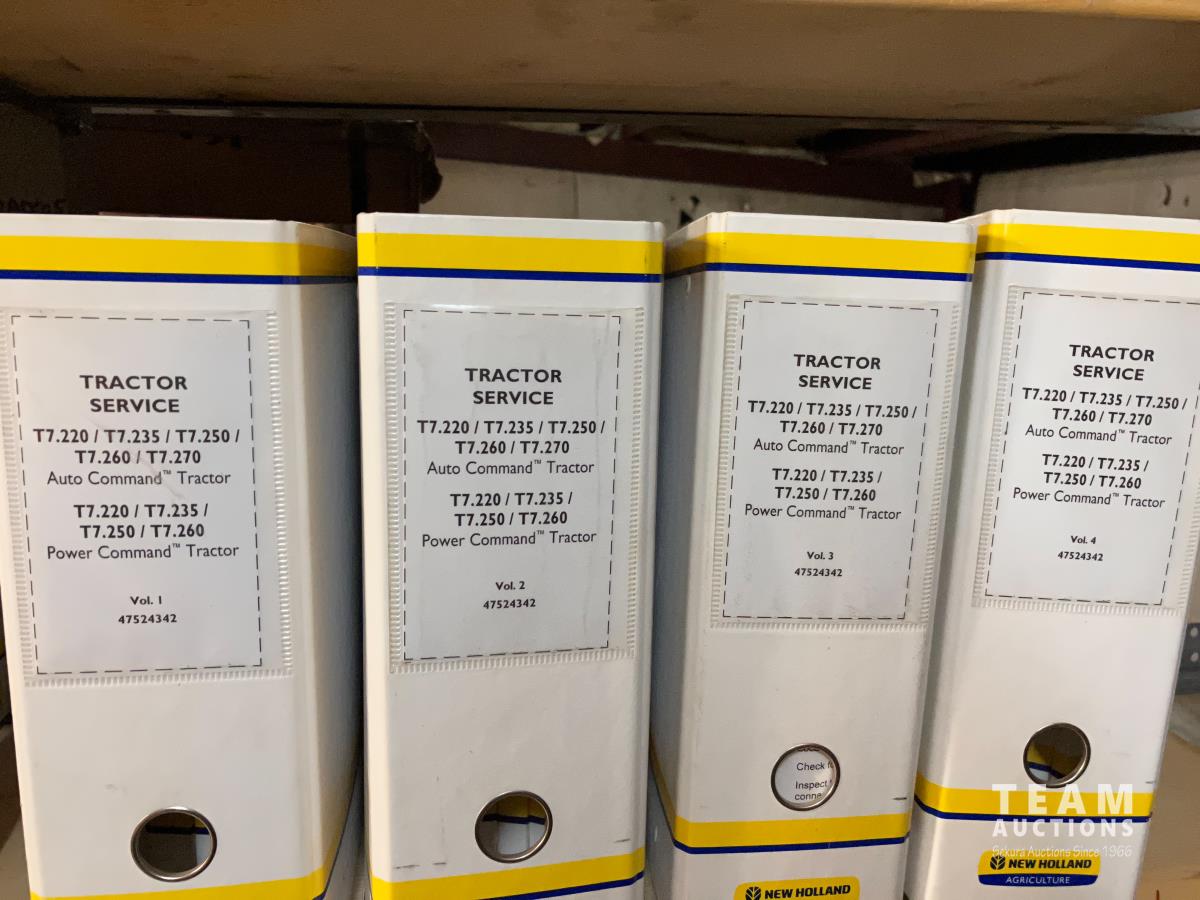 TRACTOR
SERVICE
T7.220 / T7.235 / T7.250 /
T7.260 / T7.270
Auto Command™ Tractor
T7.220 / T7.235 /
T7.250 / T7.260
Power Command™ Tractor
Vol. 1
47524342
TRACTOR
SERVICE
T7.220 / T7.235 / T7.250 /
T7.260 / T7.270
Auto Command™ Tractor
T7.220 / T7.235 /
T7.250 / T7.260
Power Command™ Tractor
Vol. 2
47524342
TRACTOR
SERVICE
T7.220 / T7.235 / T7.250 /
T7.260 / T7.270
Auto Command™ Tractor
T7.220 / T7.235 /
T7.250 / T7.260
Power Command™ Tractor
Vol. 3
47524342
Check
Inspect
NEW HOLLAND
TRACTOR
SERVICE
T7.220 / T7.235 / T7.250 /
T7.260 / T7.270
Auto Command™ Tractor
T7.220 / T7.235 /
T7.250 / T7.260
Power Command™ Tractor
Vol. 4
47524342
NEW HOLLAND
AGRICULTURE
TEAM
AUCTIONS
Sekura Auctions Since 1966